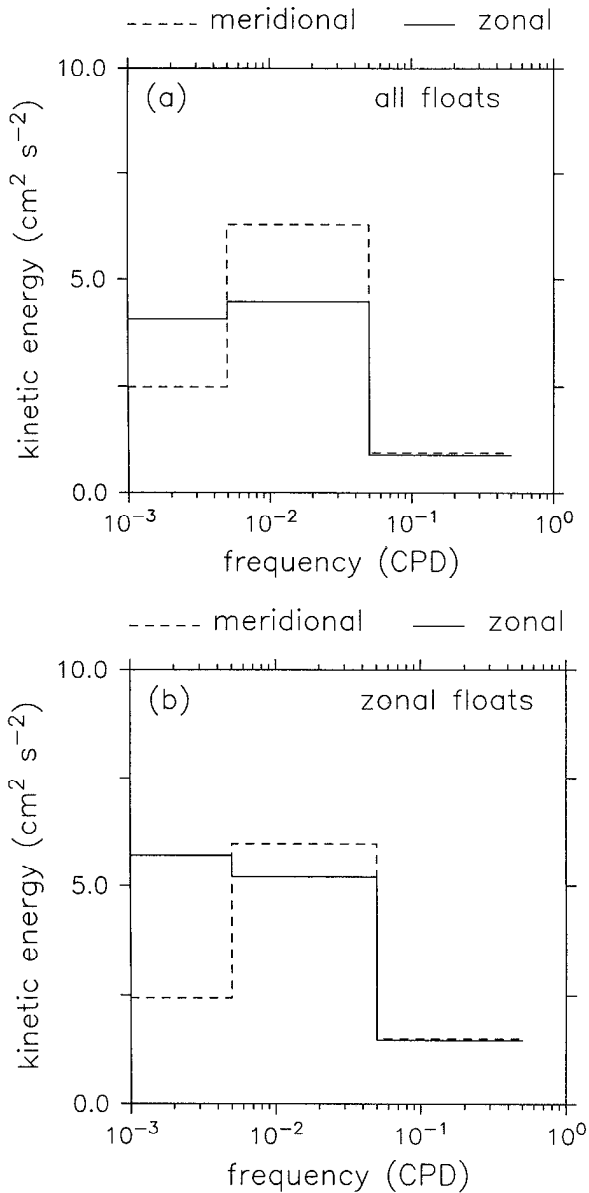 meridional zonal
(a) all floats
kinetic energy (cm² s⁻²)
10.0
5.0
0.0
10⁻³ 10⁻² 10⁻¹ 10⁰
frequency (CPD)
meridional zonal
(b) zonal floats
kinetic energy (cm² s⁻²)
10.0
5.0
0.0
10⁻³ 10⁻² 10⁻¹ 10⁰
frequency (CPD)